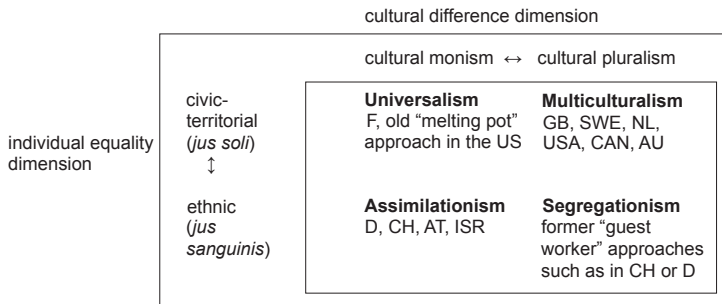 cultural difference dimension
cultural monism ↔ cultural pluralism
individual equality
dimension
civic-
territorial
(jus soli)
↕
ethnic
(jus
sanguinis)
Universalism
F, old “melting pot”
approach in the US
Multiculturalism
GB, SWE, NL,
USA, CAN, AU
Assimilationism
D, CH, AT, ISR
Segregationism
former “guest
worker” approaches
such as in CH or D